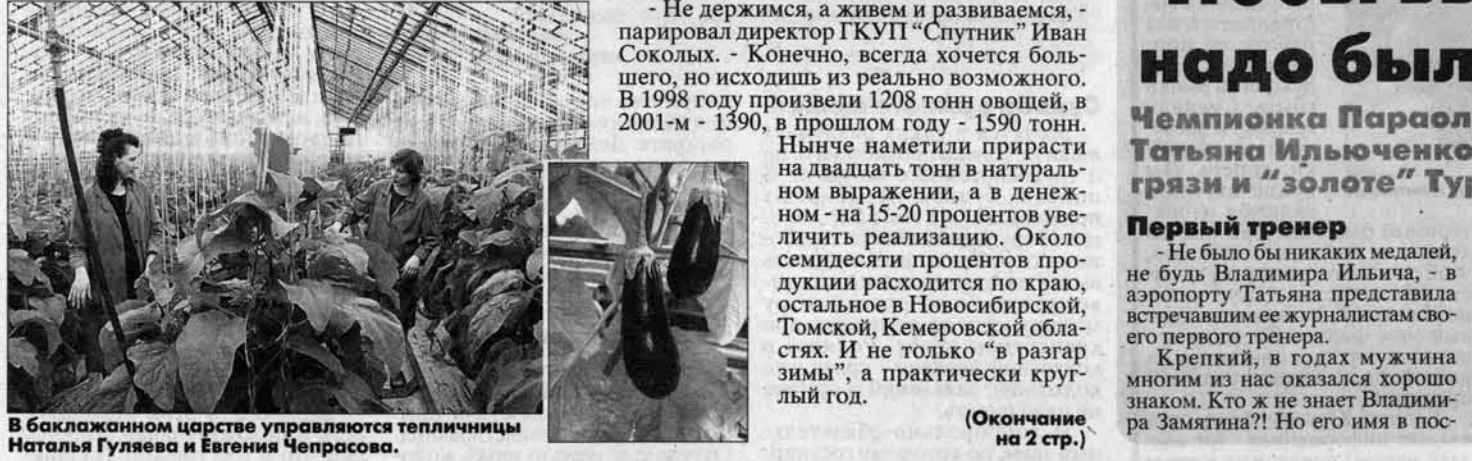 - Не держимся, а живем и развиваемся, -
парировал директор ГКУП "Спутник" Иван
Соколых. - Конечно, всегда хочется боль-
шего, но исходишь из реально возможного.
В 1998 году произвели 1208 тонн овощей, в
2001-м - 1390, в прошлом году - 1590 тонн.
Нынче наметили прирасти
на двадцать тонн в натураль-
ном выражении, а в денеж-
ном - на 15-20 процентов уве-
личить реализацию. Около
семидесяти процентов про-
дукции расходится по краю,
остальное в Новосибирской,
Томской, Кемеровской обла-
стях. И не только "в разгар
зимы", а практически круг-
лый год.
(Окончание
на 2 стр.)
В баклажанном царстве управляются тепличницы
Наталья Гуляева и Евгения Чепрасова.
надо был
Чемпионка Параол
Татьяна Ильюченко
грязи и "золоте" Тур
Первый тренер
- Не было бы никаких медалей,
не будь Владимира Ильича, - в
аэропорту Татьяна представила
встречавшим ее журналистам сво-
его первого тренера.
Крепкий, в годах мужчина
многим из нас оказался хорошо
знаком. Кто ж не знает Владими-
ра Замятина?! Но его имя в пос-